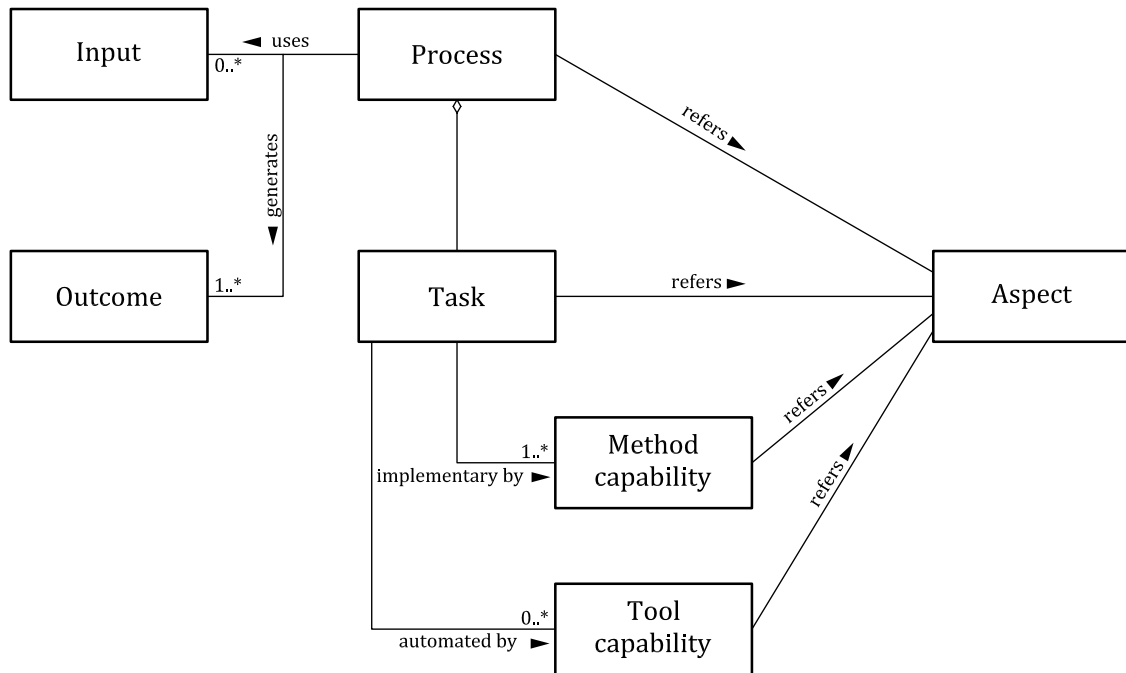 Input
uses
0..*
Process
refers
generates
Outcome
1..*
Task
refers
Aspect
refers
1..*
implementary by
Method
capability
refers
0..*
automated by
Tool
capability